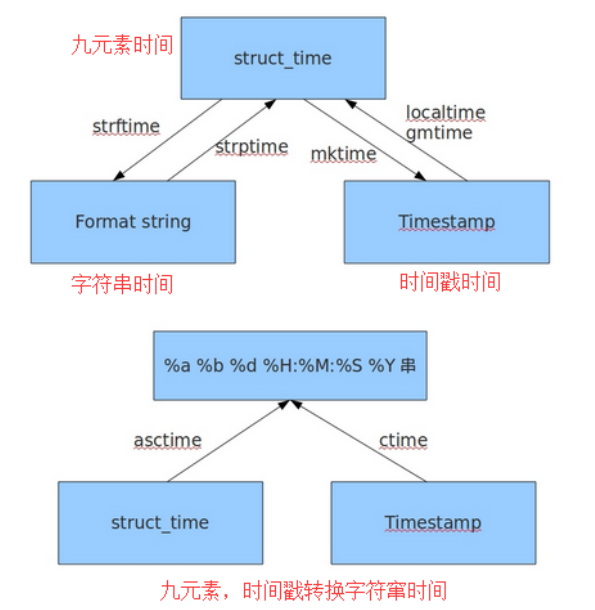 九元素时间
struct_time
strftime
strptime
mktime
localtime
gmtime
Format string
Timestamp
字符串时间
时间戳时间
%a %b %d %H:%M:%S %Y 串
asctime
ctime
struct_time
Timestamp
九元素，时间戳转换字符窜时间